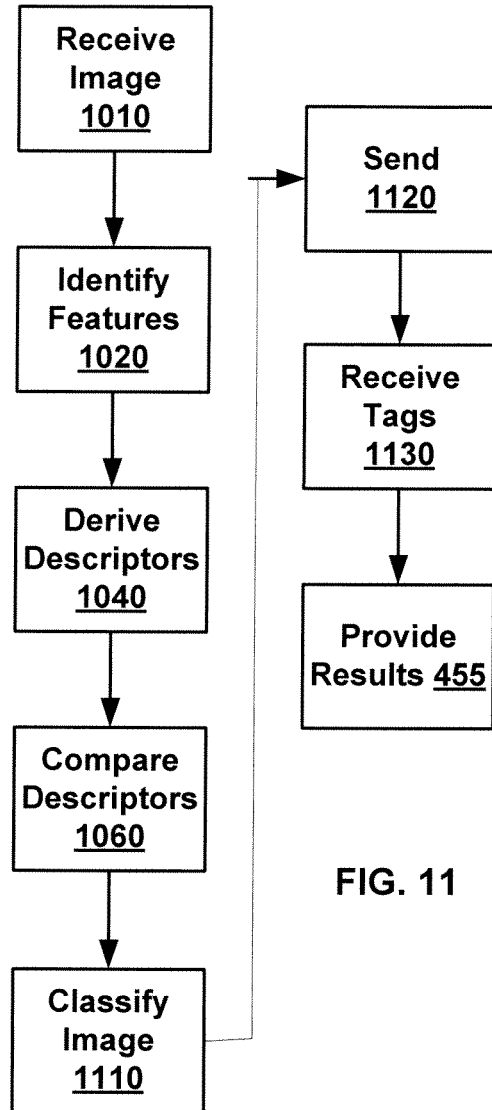 Receive
Image
1010
Identify
Features
1020
Derive
Descriptors
1040
Compare
Descriptors
1060
Classify
Image
1110
Send
1120
Receive
Tags
1130
Provide
Results 455
FIG. 11